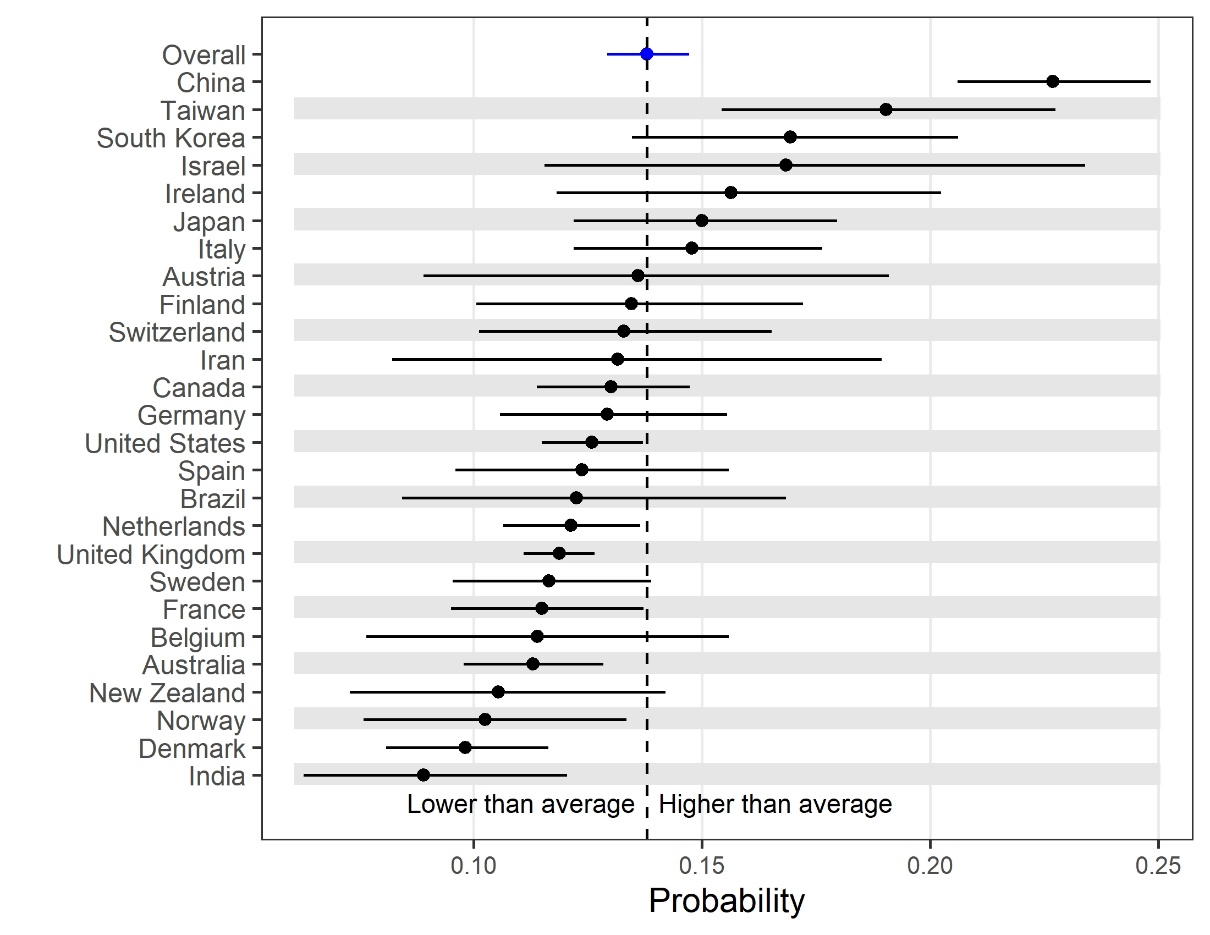 Overall
China
Taiwan
South Korea
Israel
Ireland
Japan
Italy
Austria
Finland
Switzerland
Iran
Canada
Germany
United States
Spain
Brazil
Netherlands
United Kingdom
Sweden
France
Belgium
Australia
New Zealand
Norway
Denmark
India
Lower than average Higher than average
0.10 0.15 0.20 0.25
Probability